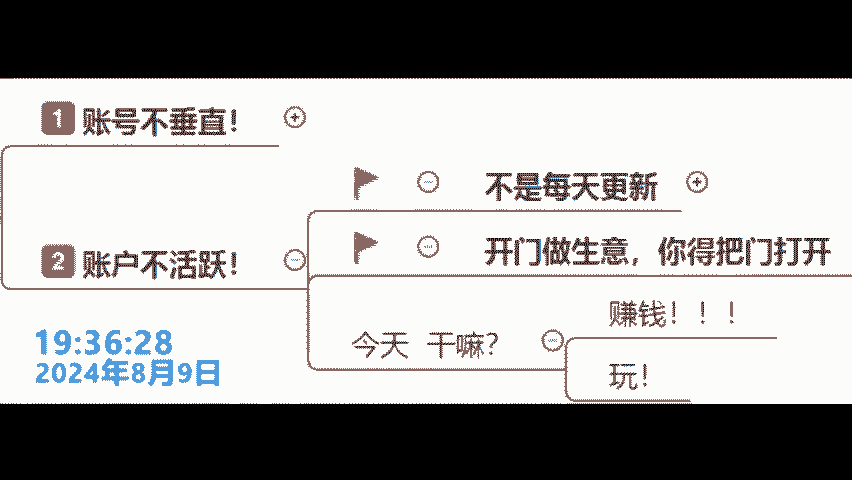 1 账号不垂直！
不是每天更新
2 账户不活跃！
开门做生意，你得把门打开
今天 干嘛？
赚钱！！！
玩！
19:36:28
2024年8月9日